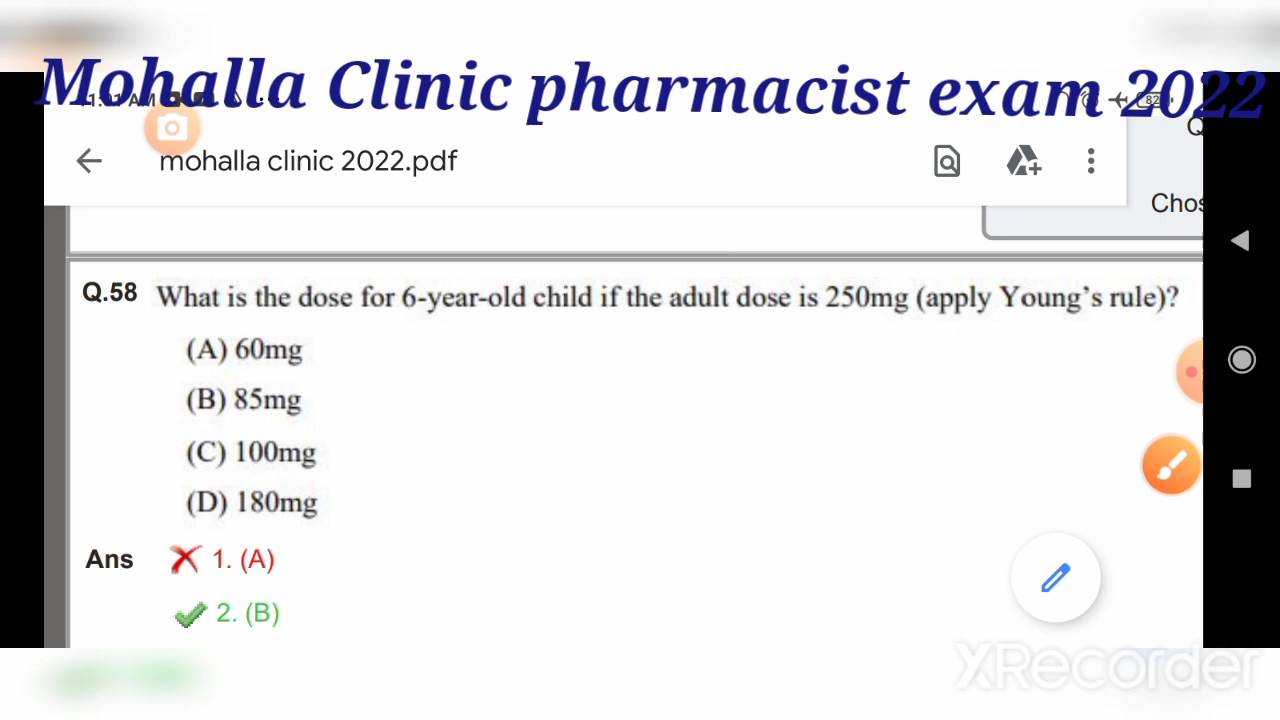 Mohalla Clinic pharmacist exam 2022
82
mohalla clinic 2022.pdf
Q
Chos
Q.58 What is the dose for 6-year-old child if the adult dose is 250mg (apply Young's rule)?
(A) 60mg
(B) 85mg
(C) 100mg
(D) 180mg
Ans 1. (A)
2. (B)
XRecorder